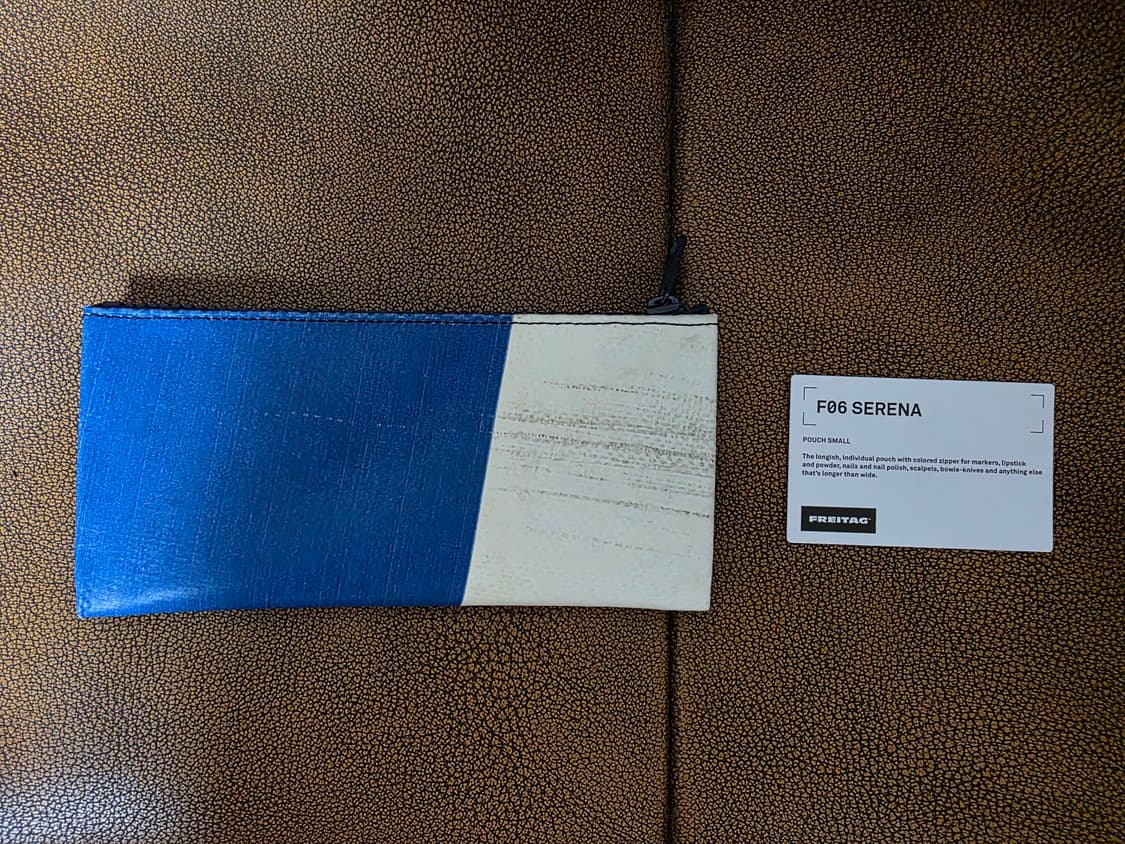 F06 SERENA
POUCH SMALL
The longish, individual pouch with colored zipper for markers, lipstick
and powder, nails and nail polish, scalpels, bowie-knives and anything else
that's longer than wide.
FREITAG